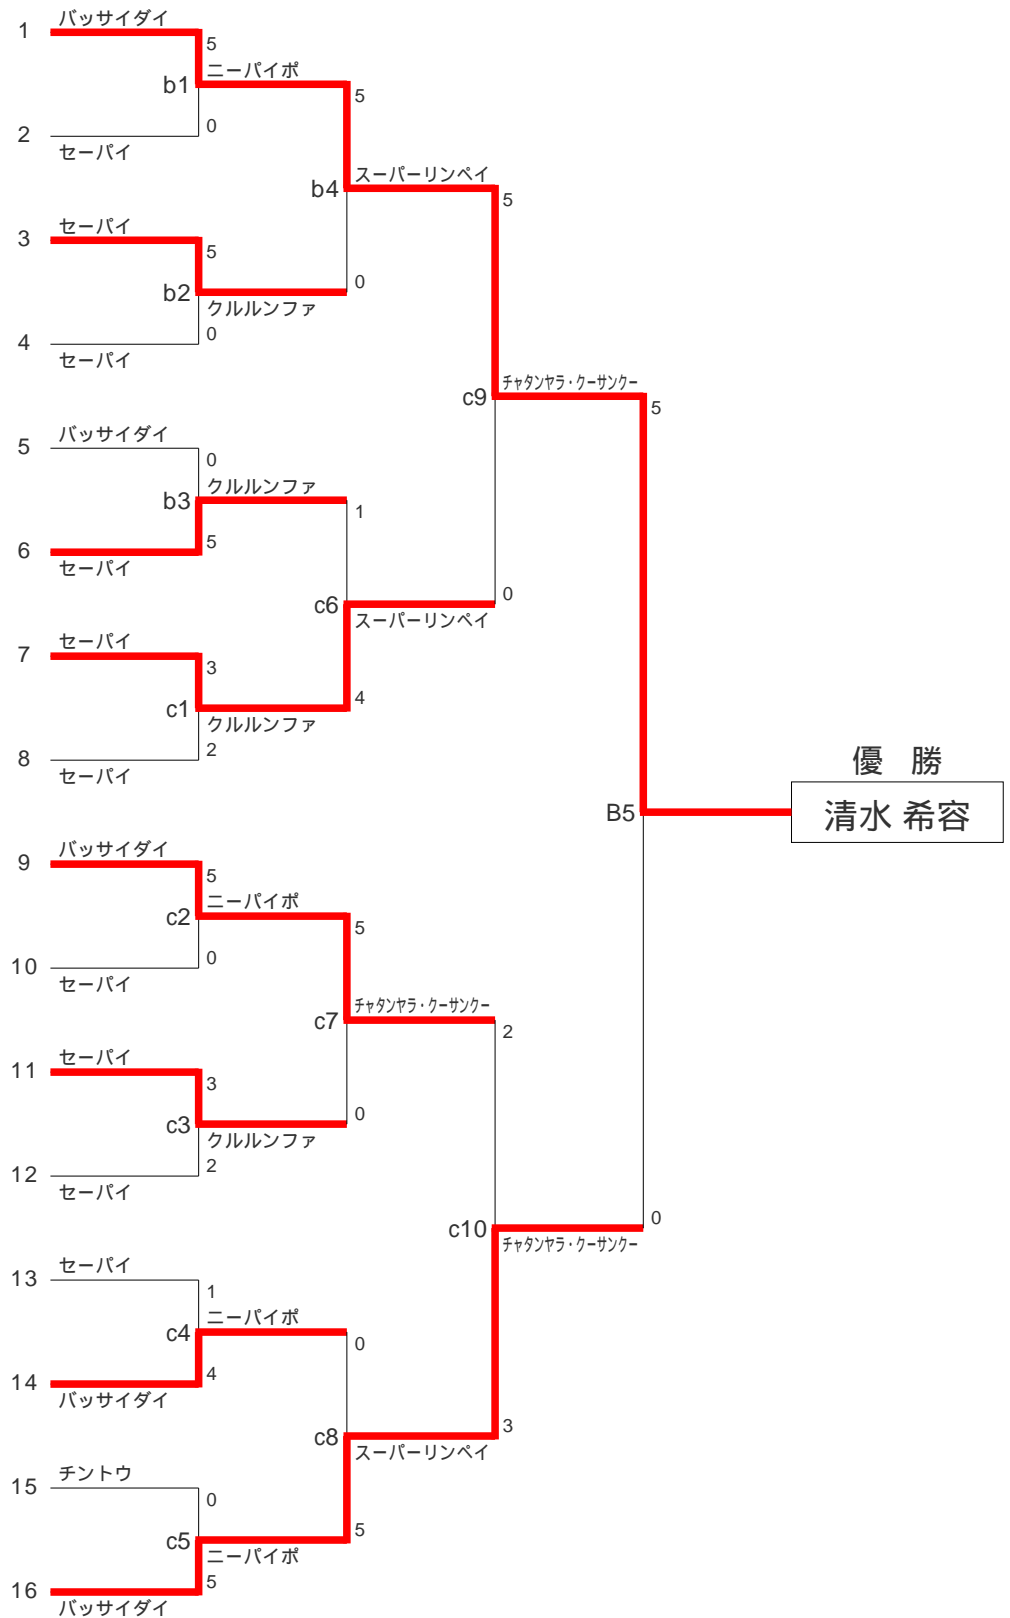 バッサイダイ
1
5
ニーパイポ
b1
5
0
2
セーパイ
スーパーリンペイ
b4
5
セーパイ
3
5
b2
0
クルルンファ
0
4
セーパイ
チャタンヤラ・クーサンクー
c9
5
バッサイダイ
5
0
クルルンファ
b3
1
5
6
セーパイ
0
c6
スーパーリンペイ
セーパイ
7
3
4
c1
クルルンファ
2
8
セーパイ
優 勝
清水 希容
B5
バッサイダイ
9
5
ニーパイポ
c2
5
0
10
セーパイ
チャタンヤラ・クーサンクー
c7
2
セーパイ
11
3
0
c3
クルルンファ
2
12
セーパイ
0
c10
チャタンヤラ・クーサンクー
セーパイ
13
1
ニーパイポ
c4
0
4
14
バッサイダイ
3
c8
スーパーリンペイ
チントウ
15
0
5
c5
ニーパイポ
5
16
バッサイダイ